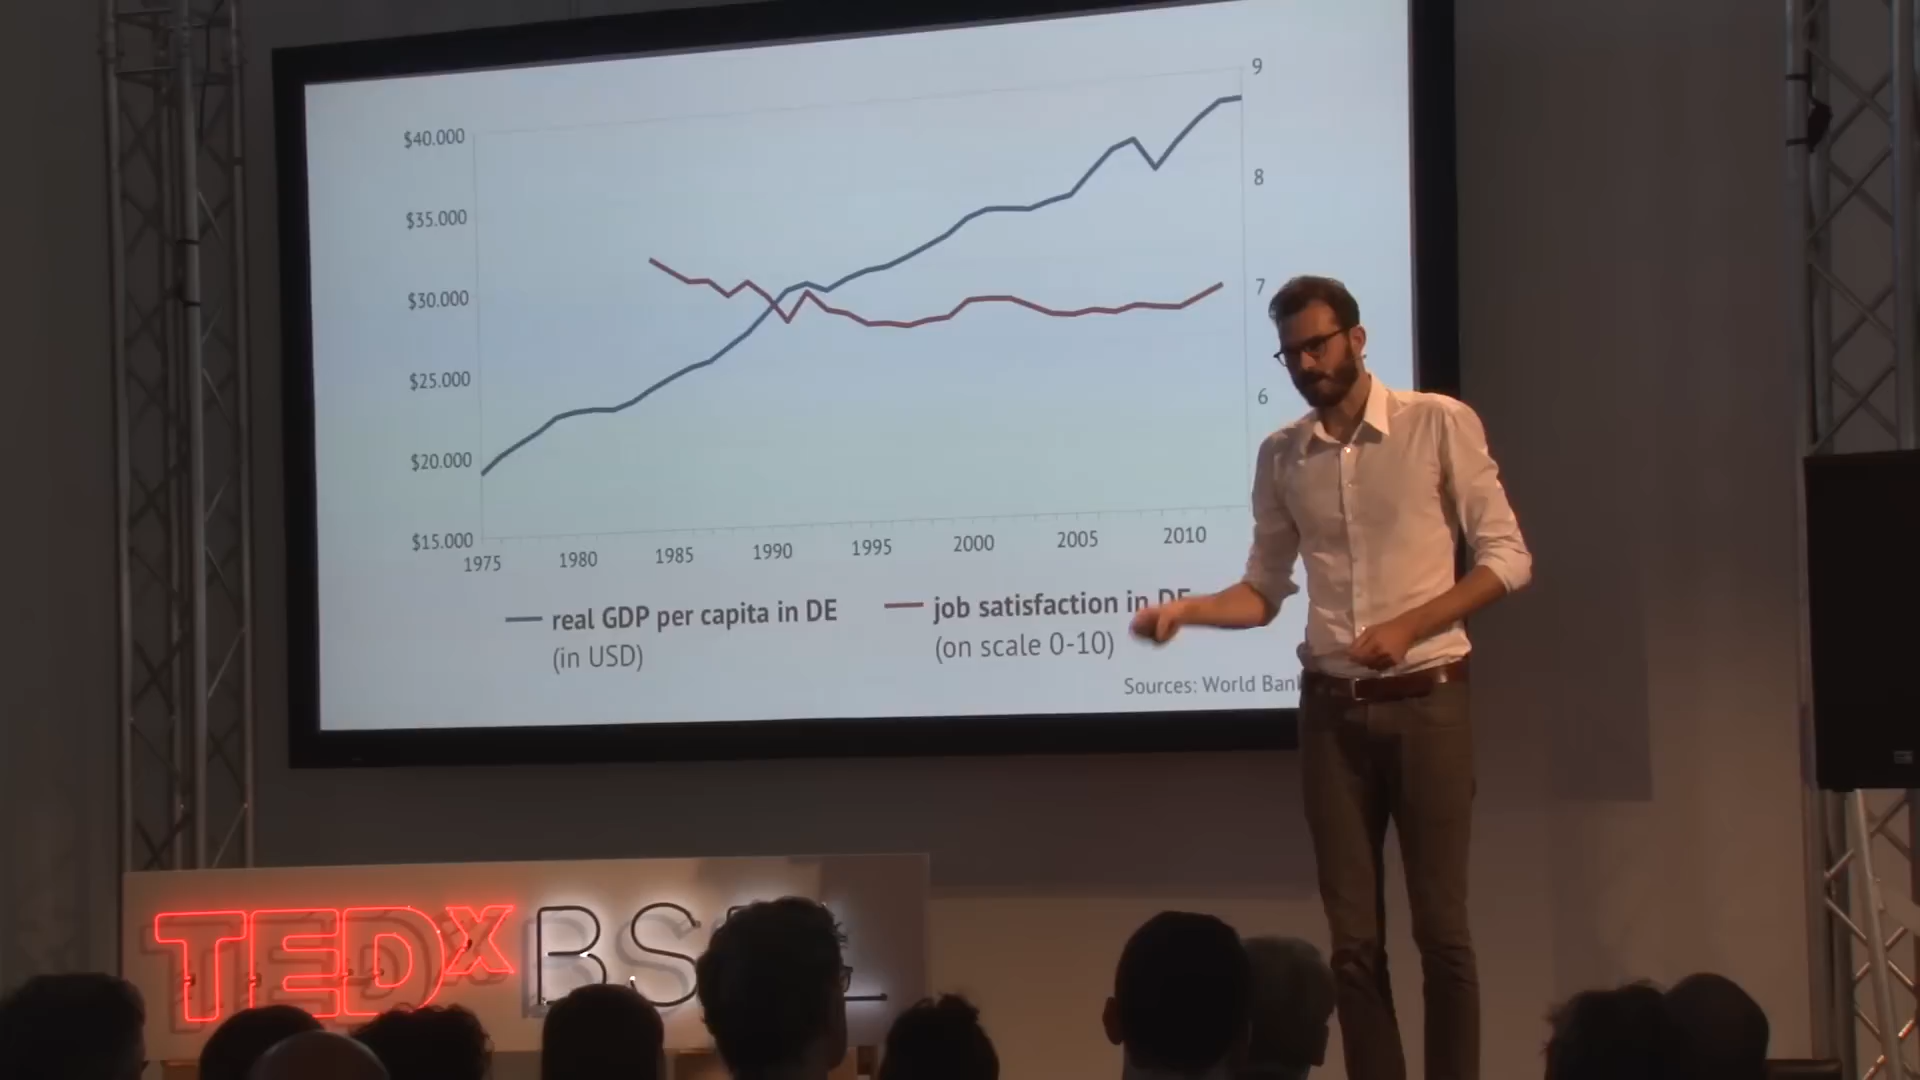 9
$40.000
8
$35.000
7
$30.000
6
$25.000
$20.000
$15.000
1975 1980 1985 1990 1995 2000 2005 2010
real GDP per capita in DE
(in USD)
job satisfaction in DE
(on scale 0-10)
Sources: World Bank
TEDx